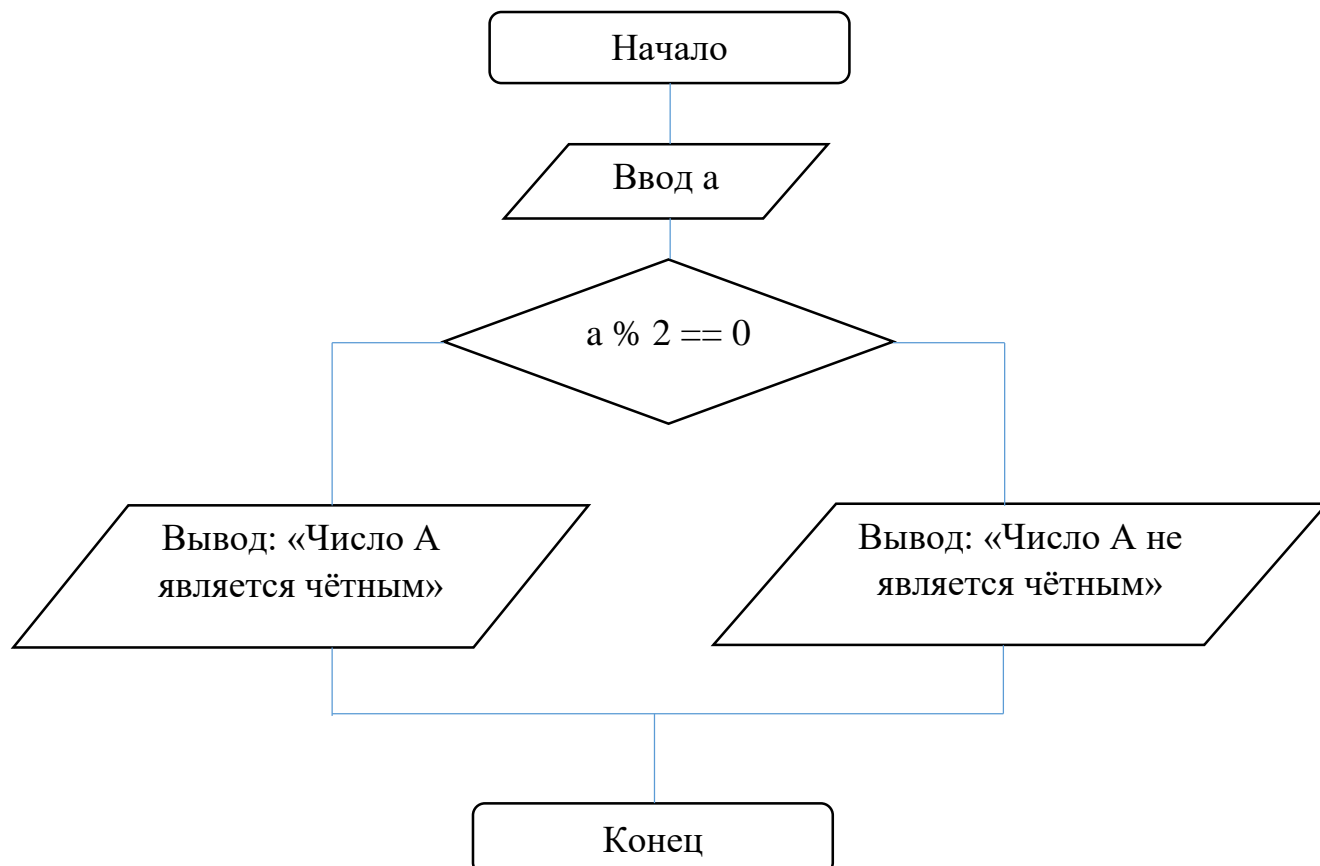 Начало
Ввод а
a % 2 == 0
Вывод: «Число А
является чётным»
Вывод: «Число А не
является чётным»
Конец